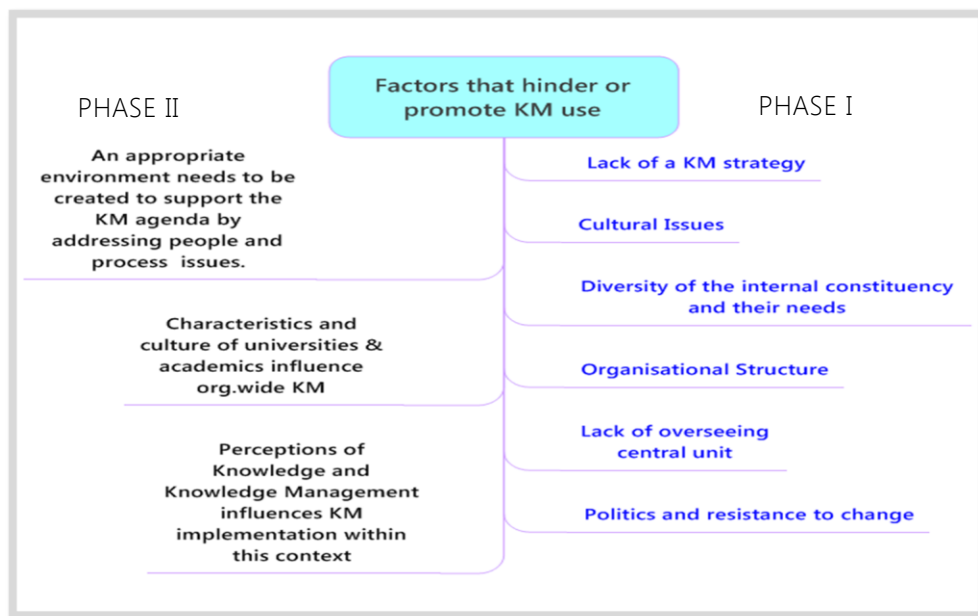 Factors that hinder or
promote KM use
PHASE II
An appropriate
environment needs to be
created to support the
KM agenda by
addressing people and
process issues.
Characteristics and
culture of universities &
academics influence
org.wide KM
Perceptions of
Knowledge and
Knowledge Management
influences KM
implementation within
this context
PHASE I
Lack of a KM strategy
Cultural Issues
Diversity of the internal constituency
and their needs
Organisational Structure
Lack of overseeing
central unit
Politics and resistance to change